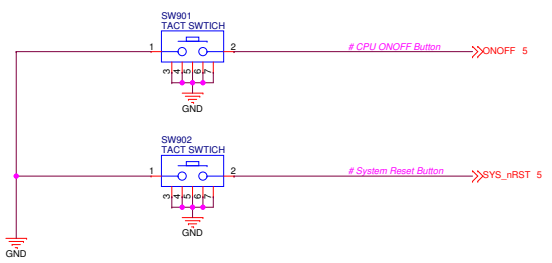 SW901
TACT SWTICH
1 2 # CPU ONOFF Button ONOFF 5
3 4 5 6 7
GND
SW902
TACT SWTICH
1 2 # System Reset Button SYS_nRST 5
3 4 5 6 7
GND
GND